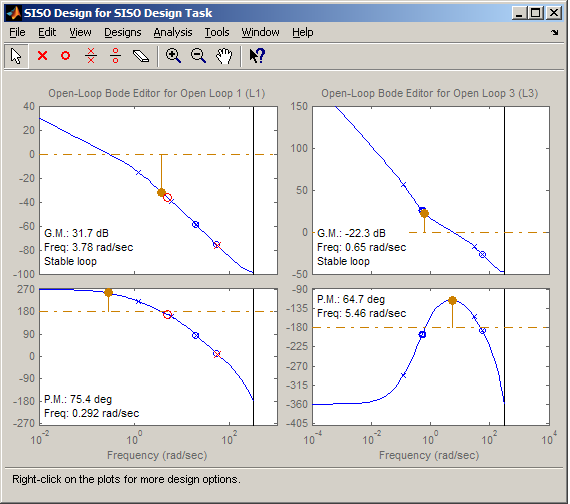 SISO Design for SISO Design Task
File Edit View Designs Analysis Tools Window Help
Open-Loop Bode Editor for Open Loop 1 (L1)
40
20
0
-20
-40
-60
-80
-100
G.M.: 31.7 dB
Freq: 3.78 rad/sec
Stable loop
270
180
90
0
-90
-180
-270
P.M.: 75.4 deg
Freq: 0.292 rad/sec
10^-2 10^0 10^2
Frequency (rad/sec)
Open-Loop Bode Editor for Open Loop 3 (L3)
150
100
50
0
-50
G.M.: -22.3 dB
Freq: 0.65 rad/sec
Stable loop
-90
-135
-180
-225
-270
-315
-360
-405
P.M.: 64.7 deg
Freq: 5.46 rad/sec
10^-4 10^-2 10^0 10^2 10^4
Frequency (rad/sec)
Right-click on the plots for more design options.